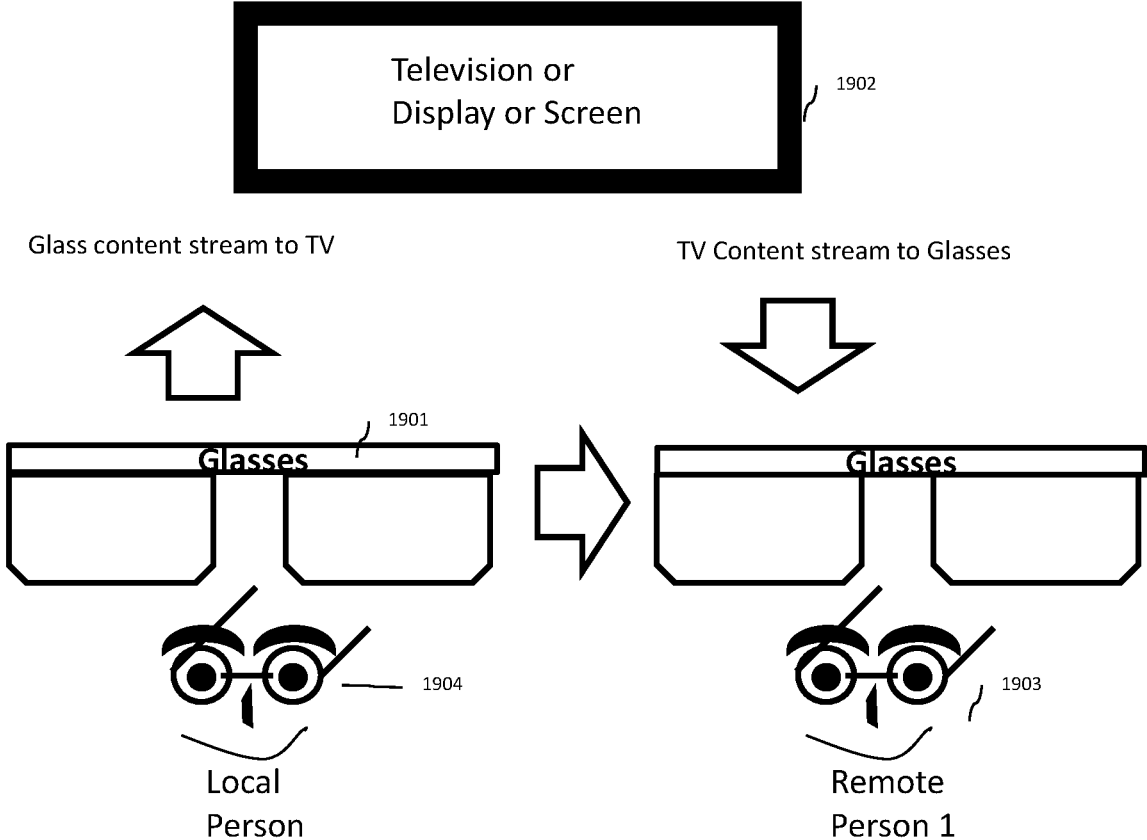 Television or
Display or Screen
1902
Glass content stream to TV
TV Content stream to Glasses
1901
Glasses
Glasses
1904
1903
Local
Person
Remote
Person 1